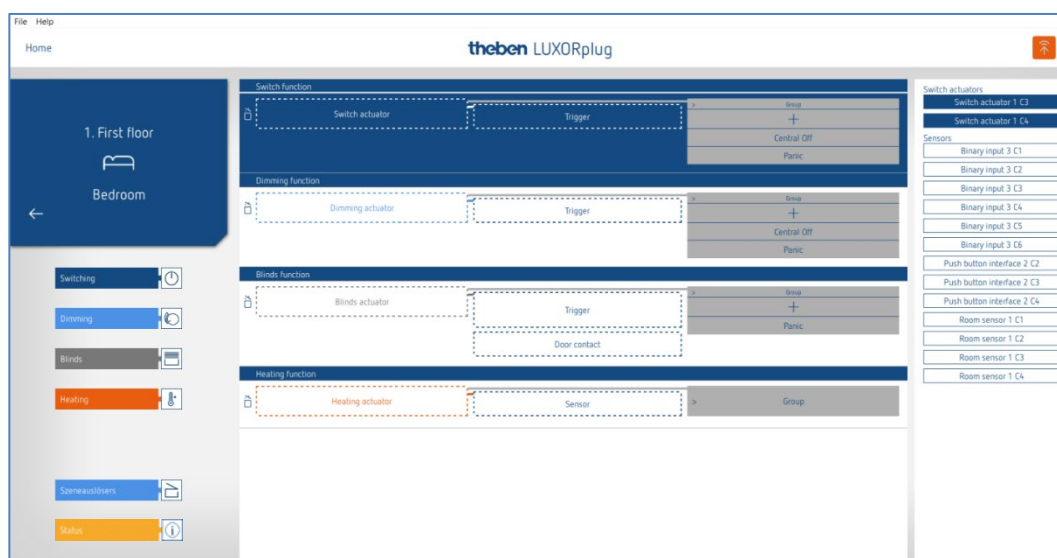 File Help
Home
theben LUXORplug
1. First floor
Bedroom
Switching
Dimming
Blinds
Heating
Szeneauslösers
Status
Switch function
Switch actuator
Trigger
> Group
+
Central Off
Panic
Dimming function
Dimming actuator
Trigger
> Group
+
Central Off
Panic
Blinds function
Blinds actuator
Trigger
Door contact
> Group
+
Panic
Heating function
Heating actuator
Sensor
> Group
Switch actuators
Switch actuator 1 C3
Switch actuator 1 C4
Sensors
Binary input 3 C1
Binary input 3 C2
Binary input 3 C3
Binary input 3 C4
Binary input 3 C5
Binary input 3 C6
Push button interface 2 C2
Push button interface 2 C3
Push button interface 2 C4
Room sensor 1 C1
Room sensor 1 C2
Room sensor 1 C3
Room sensor 1 C4